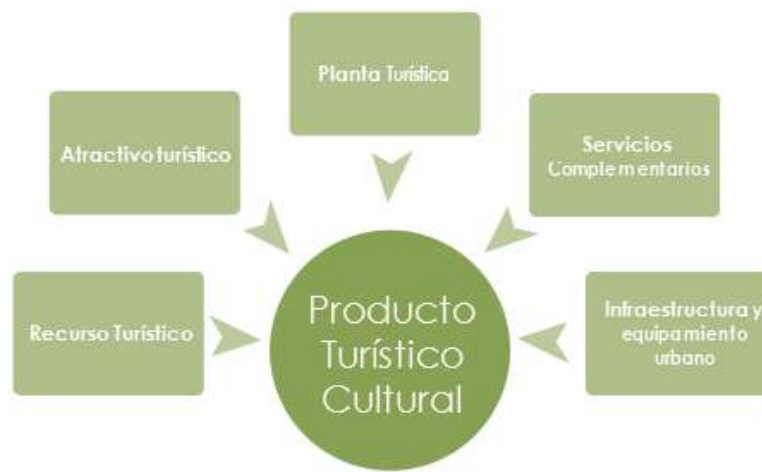 Planta Turística
Atractivo turístico
Servicios
Complementarios
Recurso Turístico
Producto
Turístico
Cultural
Infraestructura y
equipamiento
urbano